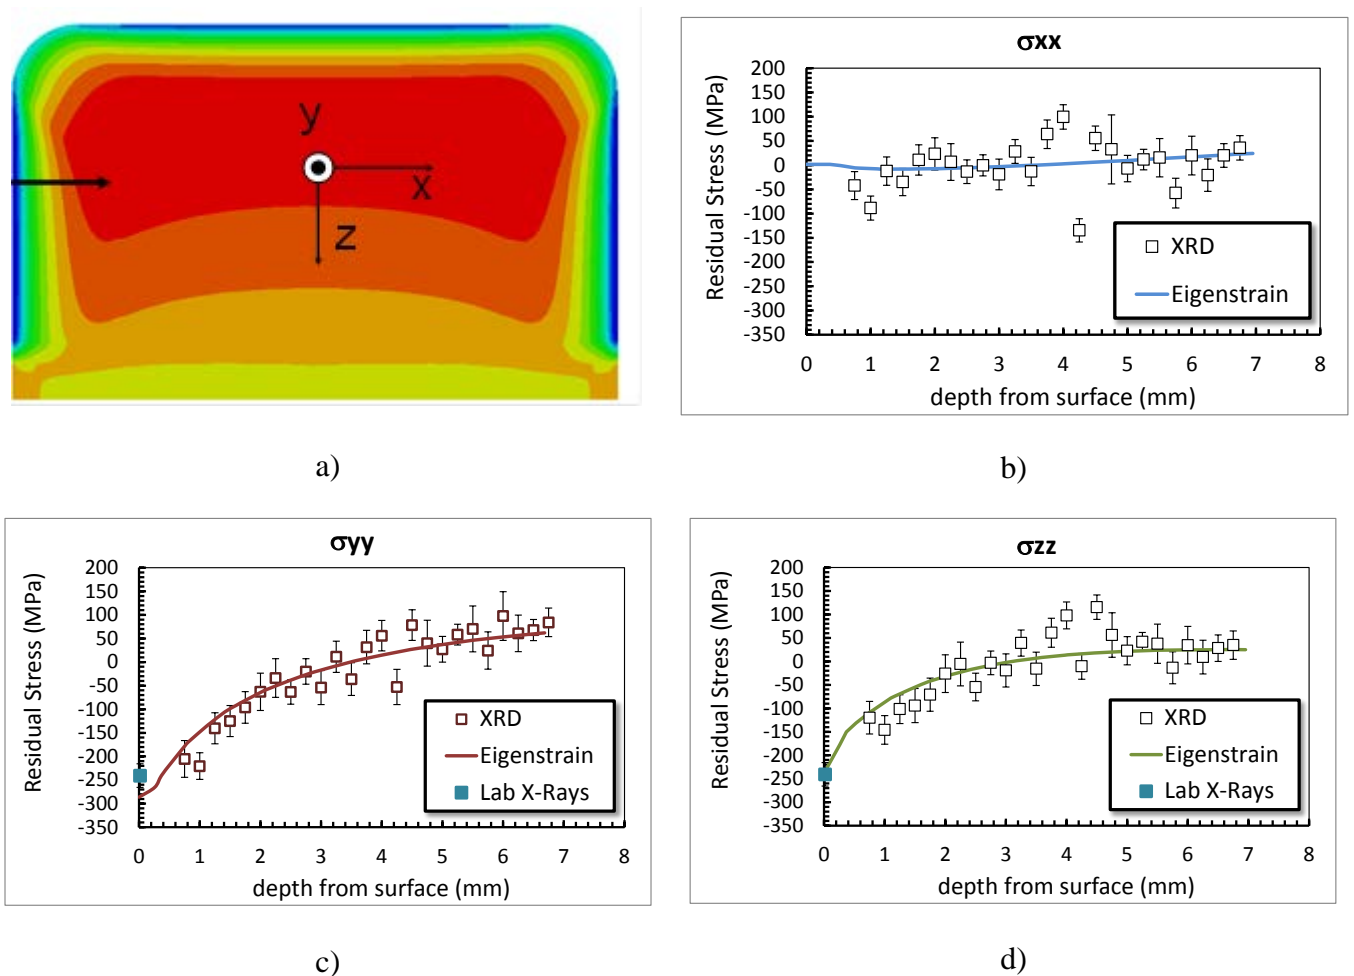 y
x
z
a)
σxx
Residual Stress (MPa)
200
150
100
50
0
-50
-100
-150
-200
-250
-300
-350
0 1 2 3 4 5 6 7 8
depth from surface (mm)
XRD
Eigenstrain
b)
σyy
Residual Stress (MPa)
200
150
100
50
0
-50
-100
-150
-200
-250
-300
-350
0 1 2 3 4 5 6 7 8
depth from surface (mm)
XRD
Eigenstrain
Lab X-Rays
c)
σzz
Residual Stress (MPa)
200
150
100
50
0
-50
-100
-150
-200
-250
-300
-350
0 1 2 3 4 5 6 7 8
depth from surface (mm)
XRD
Eigenstrain
Lab X-Rays
d)